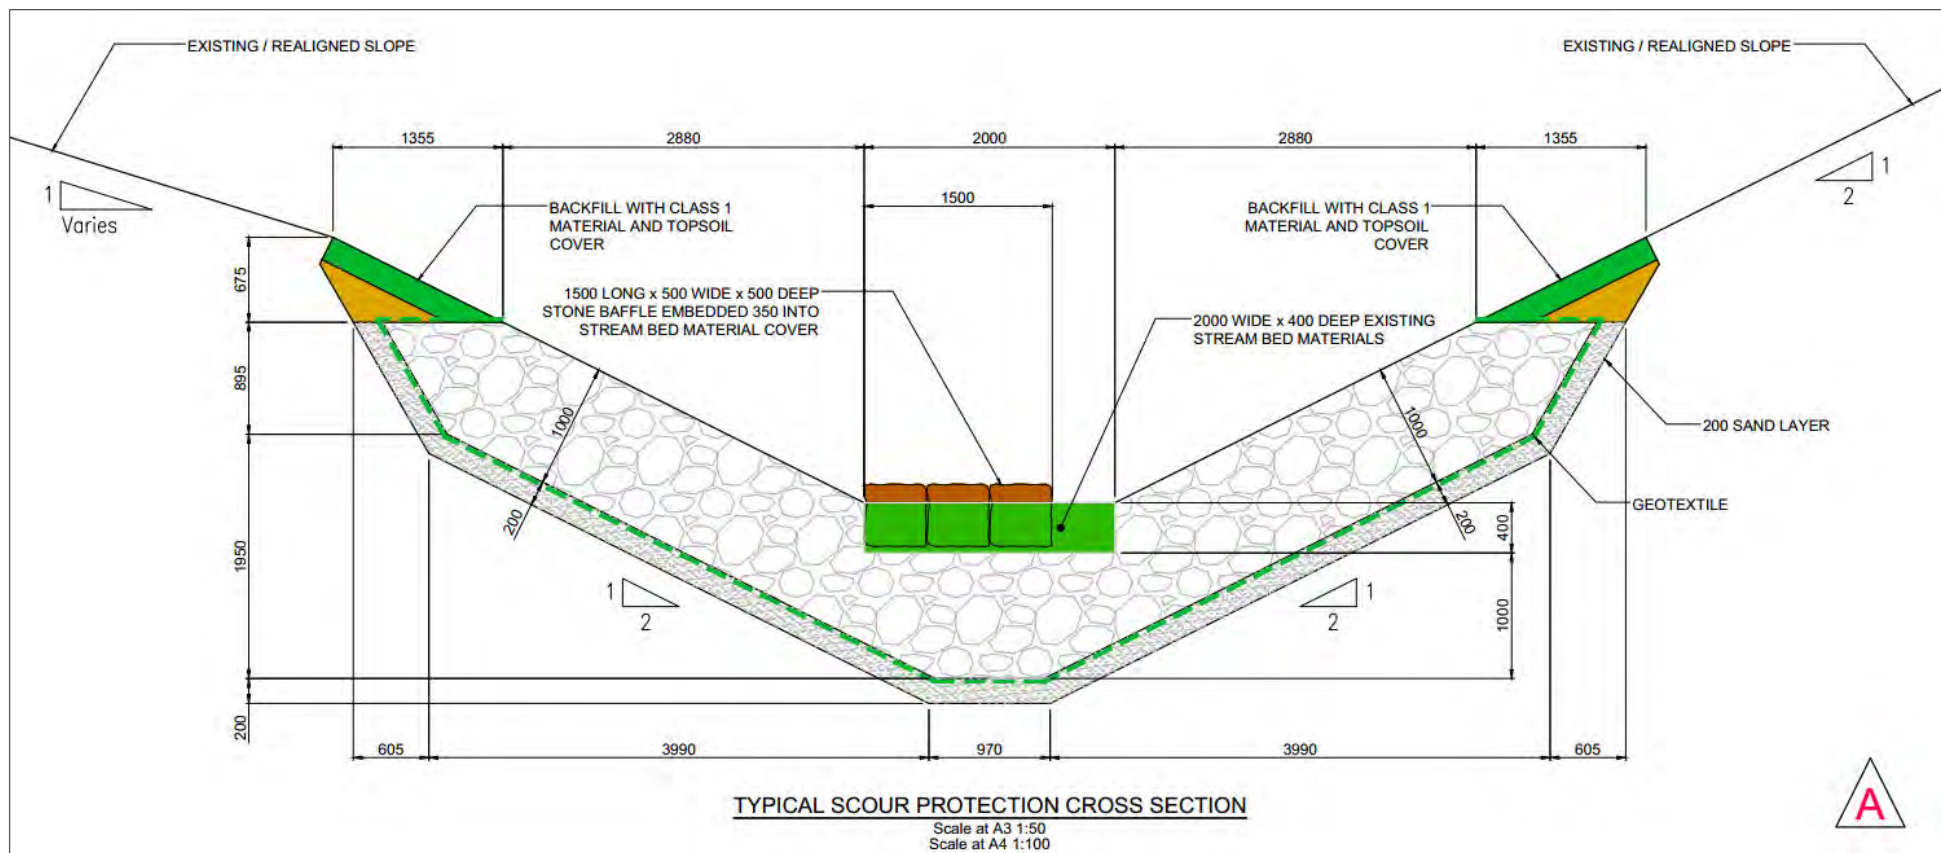 EXISTING / REALIGNED SLOPE
EXISTING / REALIGNED SLOPE
1355
2880
2000
2880
1355
1
Varies
1
2
1500
BACKFILL WITH CLASS 1
MATERIAL AND TOPSOIL
COVER
BACKFILL WITH CLASS 1
MATERIAL AND TOPSOIL
COVER
675
1500 LONG x 500 WIDE x 500 DEEP
STONE BAFFLE EMBEDDED 350 INTO
STREAM BED MATERIAL COVER
2000 WIDE x 400 DEEP EXISTING
STREAM BED MATERIALS
895
1000
1000
200 SAND LAYER
200
200
GEOTEXTILE
400
1950
1
2
1
2
1000
200
605
3990
970
3990
605
TYPICAL SCOUR PROTECTION CROSS SECTION
Scale at A3 1:50
Scale at A4 1:100
A